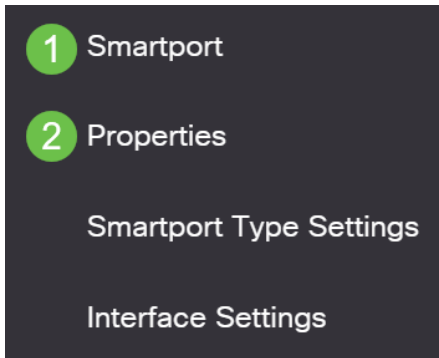 1 Smartport
2 Properties
Smartport Type Settings
Interface Settings